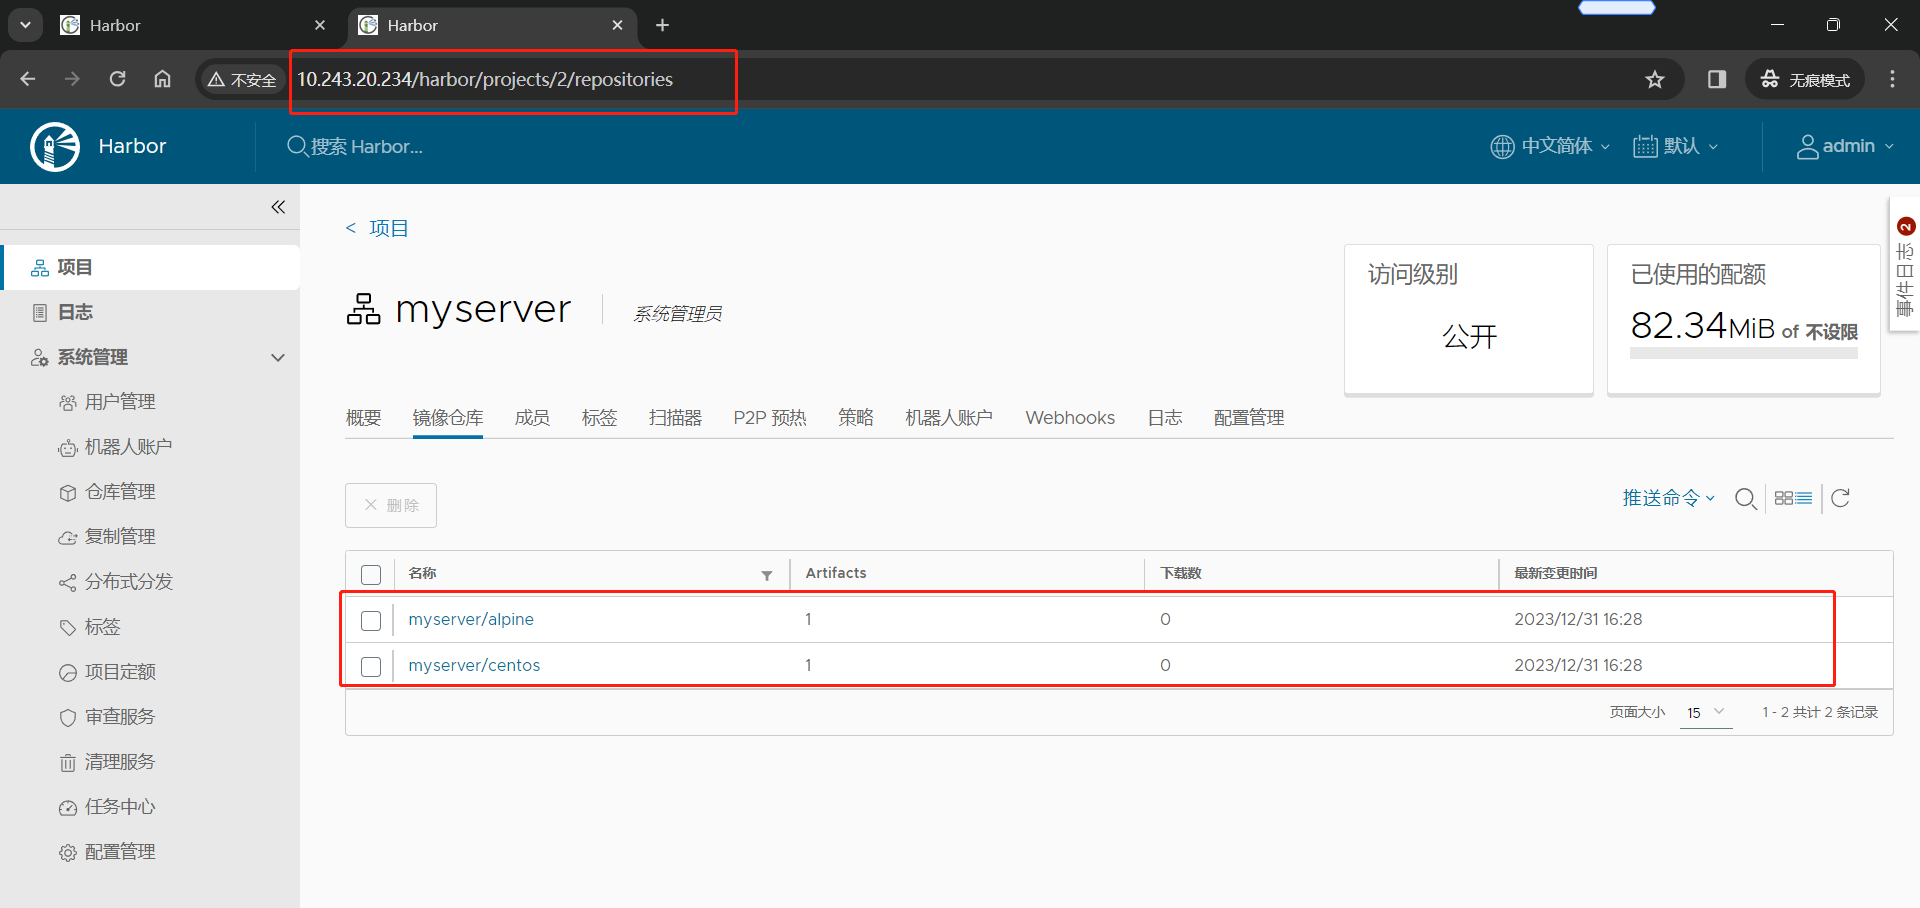 Harbor
Harbor
不安全
10.243.20.234/harbor/projects/2/repositories
无痕模式
Harbor
搜索 Harbor...
中文简体
默认
admin
项目
日志
系统管理
用户管理
机器人账户
仓库管理
复制管理
分布式分发
标签
项目定额
审查服务
清理服务
任务中心
配置管理
< 项目
myserver
系统管理员
访问级别
公开
已使用的配额
82.34MiB of 不设限
事件日志 2
概要 镜像仓库 成员 标签 扫描器 P2P 预热 策略 机器人账户 Webhooks 日志 配置管理
删除
推送命令
名称 Artifacts 下载数 最新变更时间
myserver/alpine 1 0 2023/12/31 16:28
myserver/centos 1 0 2023/12/31 16:28
页面大小 15 1 - 2 共计 2 条记录